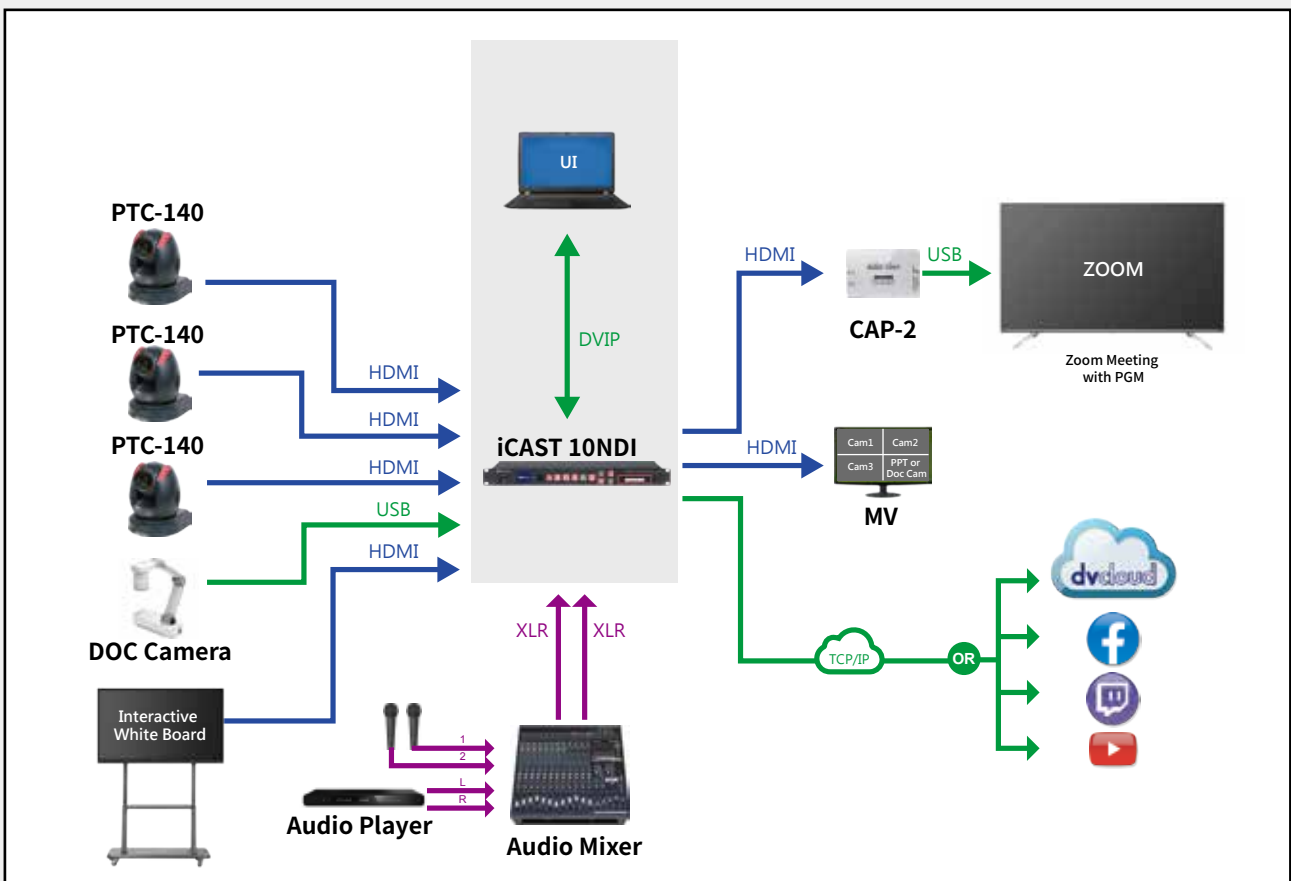 UI
DVIP
iCAST 10NDI
PTC-140
PTC-140
PTC-140
HDMI
HDMI
HDMI
USB
HDMI
DOC Camera
Interactive
White Board
XLR
XLR
1
2
L
R
Audio Player
Audio Mixer
HDMI
CAP-2
USB
ZOOM
Zoom Meeting
with PGM
HDMI
Cam1
Cam2
Cam3
PPT or
Doc Cam
MV
TCP/IP
OR
dvcloud